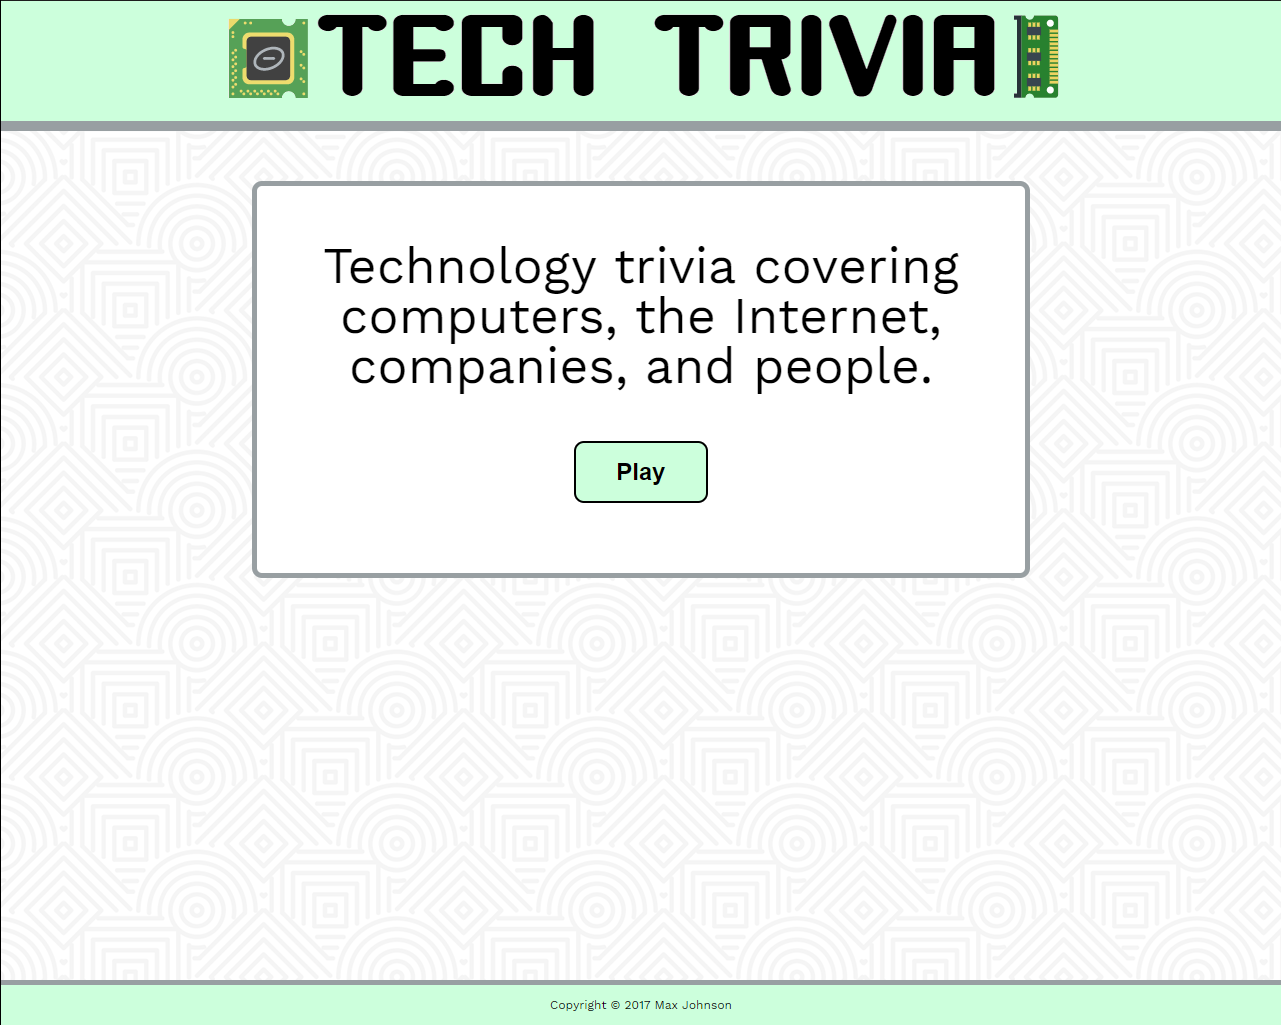 TECH TRIVIA
Technology trivia covering
computers, the Internet,
companies, and people.
Play
Copyright © 2017 Max Johnson